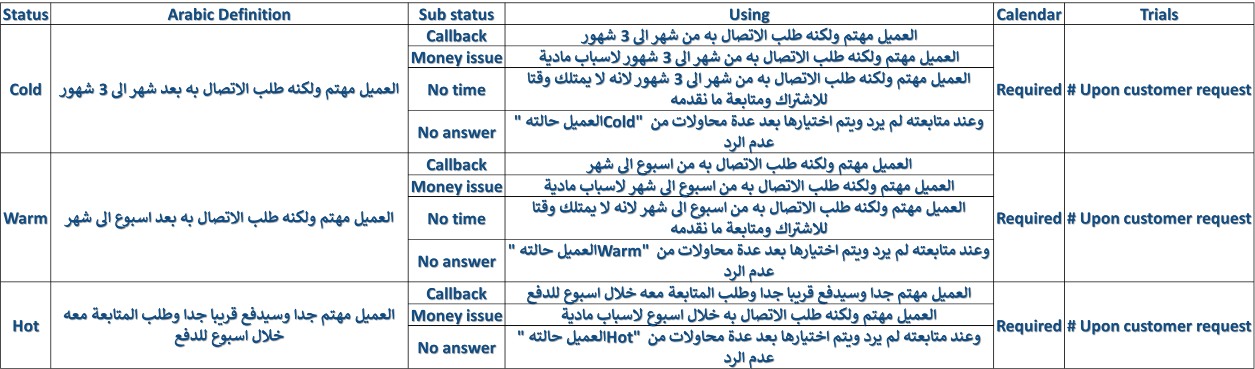 Status Arabic Definition Sub status Using Calendar Trials
Cold
العميل مهتم ولكنه طلب الاتصال به بعد شهر الى 3 شهور
Callback
العميل مهتم ولكنه طلب الاتصال به من شهر الى 3 شهور
Money issue
العميل مهتم ولكنه طلب الاتصال به من شهر الى 3 شهور لاسباب مادية
No time
العميل مهتم ولكنه طلب الاتصال به من شهر الى 3 شهور لانه لا يمتلك وقتا
للاشتراك ومتابعة ما نقدمه
No answer
وعند متابعته لم يرد ويتم اختيارها بعد عدة محاولات من "Coldالعميل حالته "
عدم الرد
Required
# Upon customer request
Warm
العميل مهتم ولكنه طلب الاتصال به بعد اسبوع الى شهر
Callback
العميل مهتم ولكنه طلب الاتصال به من اسبوع الى شهر
Money issue
العميل مهتم ولكنه طلب الاتصال به من اسبوع الى شهر لاسباب مادية
No time
العميل مهتم ولكنه طلب الاتصال به من اسبوع الى شهر لانه لا يمتلك وقتا
للاشتراك ومتابعة ما نقدمه
No answer
وعند متابعته لم يرد ويتم اختيارها بعد عدة محاولات من "Warmالعميل حالته "
عدم الرد
Required
# Upon customer request
Hot
العميل مهتم جدا وسيدفع قريبا جدا وطلب المتابعة معه
خلال اسبوع للدفع
Callback
العميل مهتم جدا وسيدفع قريبا جدا وطلب المتابعة معه خلال اسبوع للدفع
Money issue
العميل مهتم ولكنه طلب الاتصال به خلال اسبوع لاسباب مادية
No answer
وعند متابعته لم يرد ويتم اختيارها بعد عدة محاولات من "Hotالعميل حالته "
عدم الرد
Required
# Upon customer request